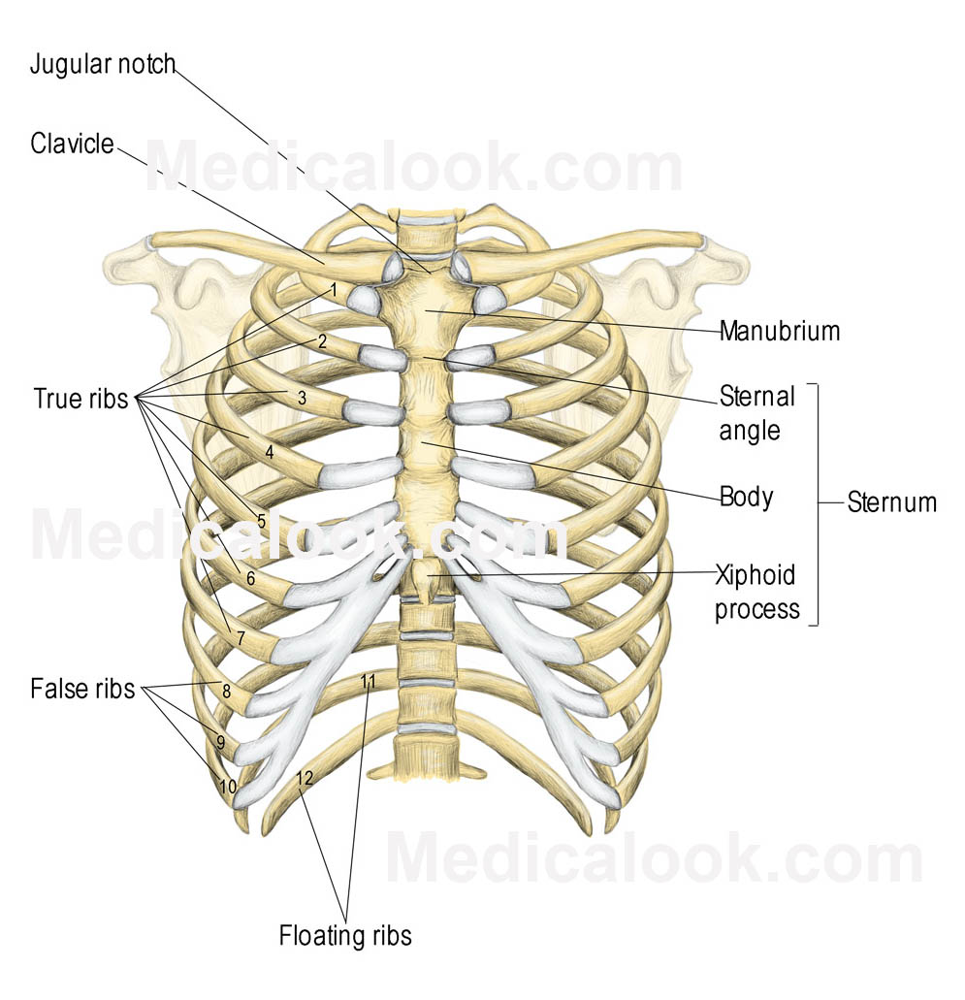 Jugular notch
Clavicle
Medicalook.com
1
2
Manubrium
True ribs
3
Sternal
angle
4
Body
Sternum
5
Medicalook.com
6
Xiphoid
process
7
False ribs
8
11
9
10
12
Medicalook.com
Floating ribs